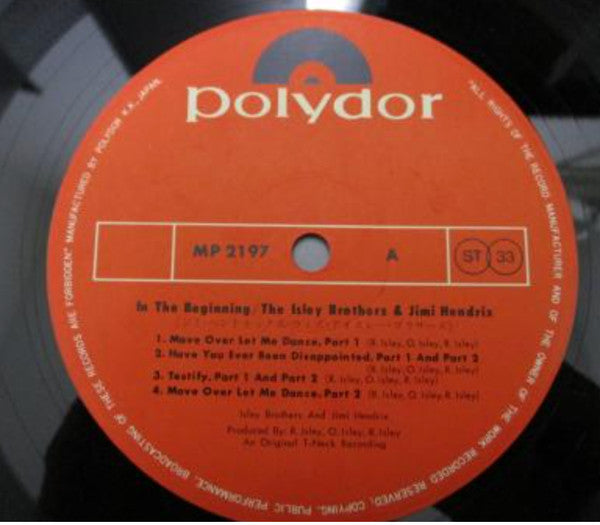 polydor
MP 2197 A ST 33
In The Beginning/The Isley Brothers & Jimi Hendrix
1. Move Over Let Me Dance, Part 1 (R. Isley, O. Isley, R. Isley)
2. Have You Ever Been Disappointed, Part 1 And Part 2
(R. Isley, O. Isley, R. Isley)
3. Testify, Part 1 And Part 2 (R. Isley, O. Isley, R. Isley)
4. Move Over Let Me Dance, Part 2 (R. Isley, O. Isley, R. Isley)
Isley Brothers And Jimi Hendrix
Produced By: R. Isley, O. Isley, R. Isley
An Original T-Neck Recording
"ALL RIGHTS OF THE RECORD MANUFACTURER AND OF THE OWNER OF THE WORK RECORDED RESERVED, COPYING, PUBLIC PERFORMANCE, BROADCASTING OF THESE RECORDS ARE FORBIDDEN" MANUFACTURED BY POLYDOR K.K., JAPAN.